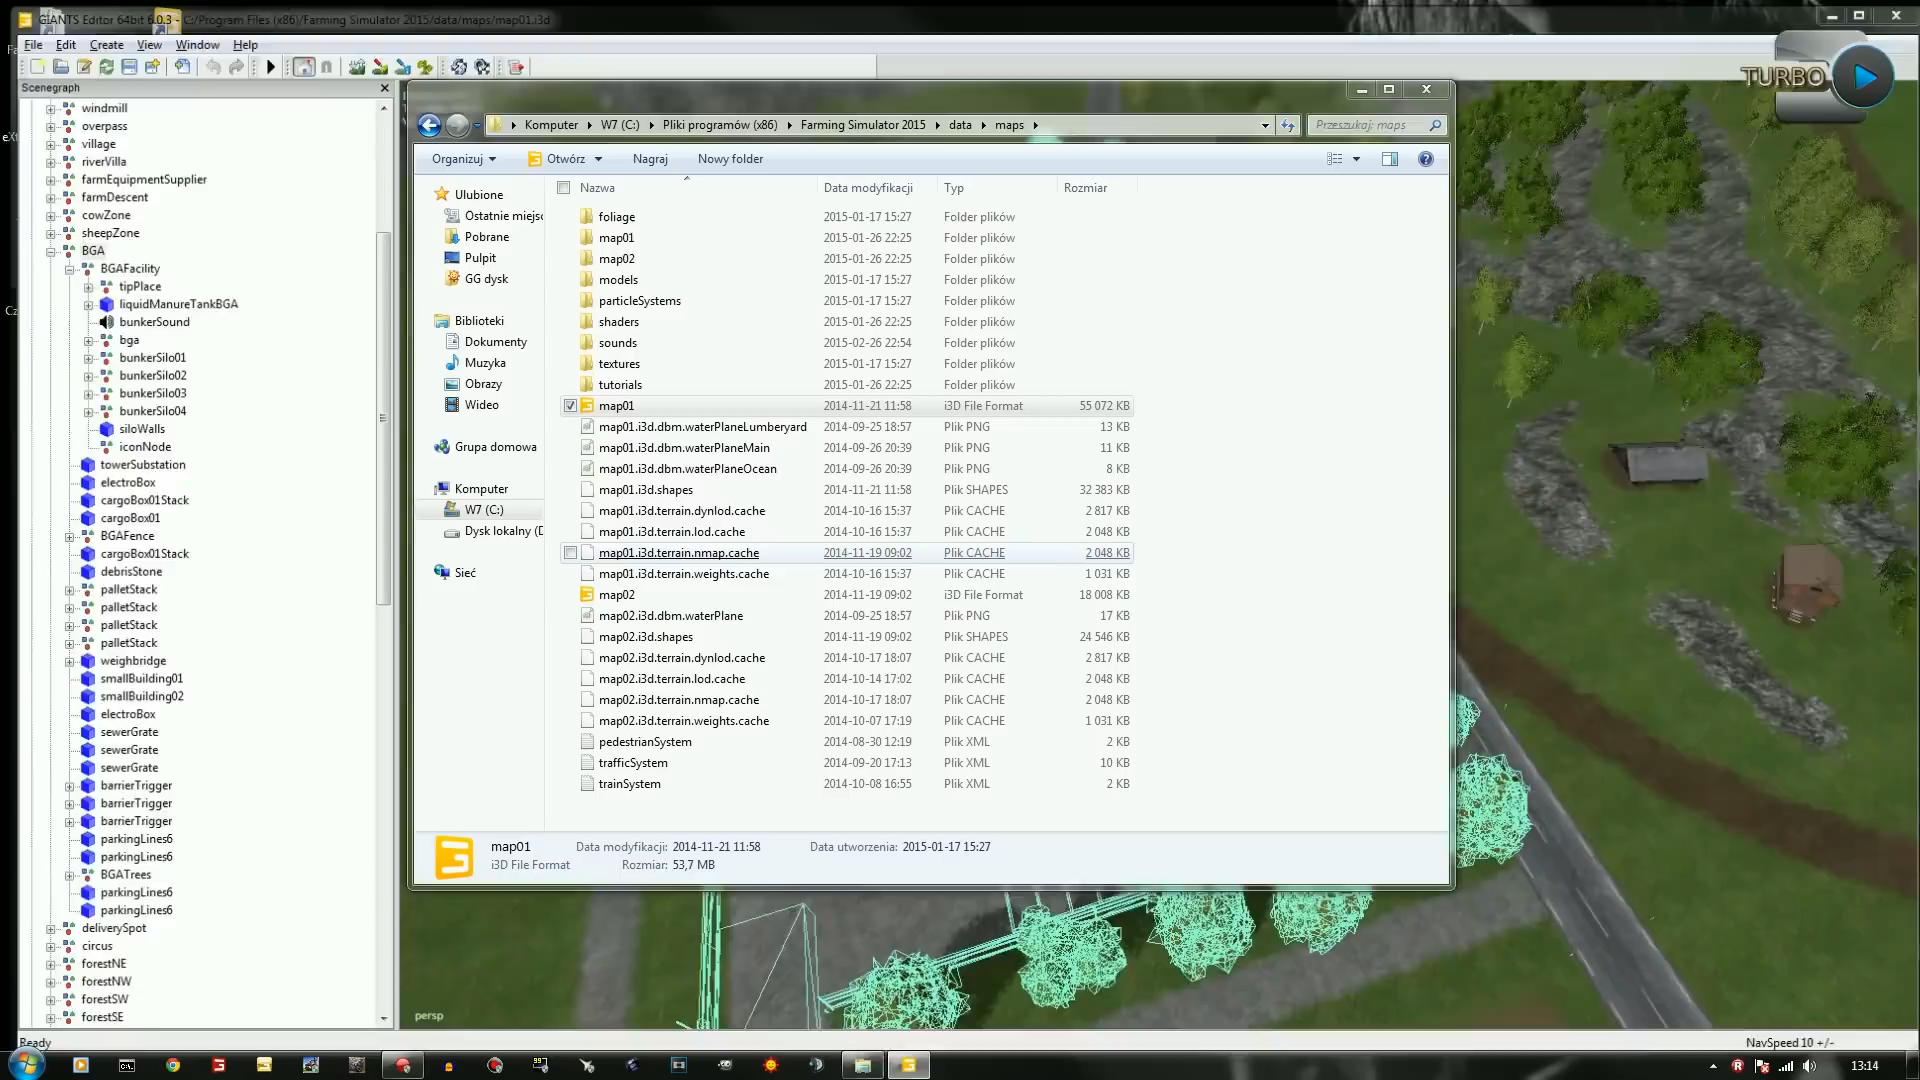 GIANTS Editor 64bit 6.0.3 - C:/Program Files (x86)/Farming Simulator 2015/data/maps/map01.i3d
File Edit Create View Window Help
TURBO
Scenegraph
windmill
overpass
village
riverVilla
farmEquipmentSupplier
farmDescent
cowZone
sheepZone
BGA
BGAFacility
tipPlace
liquidManureTankBGA
bunkerSound
bga
bunkerSilo01
bunkerSilo02
bunkerSilo03
bunkerSilo04
siloWalls
iconNode
towerSubstation
electroBox
cargoBox01Stack
cargoBox01
BGAFence
cargoBox01Stack
debrisStone
palletStack
palletStack
palletStack
palletStack
weighbridge
smallBuilding01
smallBuilding02
electroBox
sewerGrate
sewerGrate
sewerGrate
barrierTrigger
barrierTrigger
barrierTrigger
parkingLines6
parkingLines6
BGATrees
parkingLines6
parkingLines6
deliverySpot
circus
forestNE
forestNW
forestSW
forestSE
Komputer W7 (C:) Pliki programów (x86) Farming Simulator 2015 data maps
Przeszukaj: maps
Organizuj Otwórz Nagraj Nowy folder
Ulubione
Ostatnie miejsc
Pobrane
Pulpit
GG dysk
Biblioteki
Dokumenty
Muzyka
Obrazy
Wideo
Grupa domowa
Komputer
W7 (C:)
Dysk lokalny (D
Sieć
Nazwa Data modyfikacji Typ Rozmiar
foliage 2015-01-17 15:27 Folder plików
map01 2015-01-26 22:25 Folder plików
map02 2015-01-26 22:25 Folder plików
models 2015-01-17 15:27 Folder plików
particleSystems 2015-01-17 15:27 Folder plików
shaders 2015-01-26 22:25 Folder plików
sounds 2015-02-26 22:54 Folder plików
textures 2015-01-17 15:27 Folder plików
tutorials 2015-01-26 22:25 Folder plików
map01 2014-11-21 11:58 i3D File Format 55 072 KB
map01.i3d.dbm.waterPlaneLumberyard 2014-09-25 18:57 Plik PNG 13 KB
map01.i3d.dbm.waterPlaneMain 2014-09-26 20:39 Plik PNG 11 KB
map01.i3d.dbm.waterPlaneOcean 2014-09-26 20:39 Plik PNG 8 KB
map01.i3d.shapes 2014-11-21 11:58 Plik SHAPES 32 383 KB
map01.i3d.terrain.dynlod.cache 2014-10-16 15:37 Plik CACHE 2 817 KB
map01.i3d.terrain.lod.cache 2014-10-16 15:37 Plik CACHE 2 048 KB
map01.i3d.terrain.nmap.cache 2014-11-19 09:02 Plik CACHE 2 048 KB
map01.i3d.terrain.weights.cache 2014-10-16 15:37 Plik CACHE 1 031 KB
map02 2014-11-19 09:02 i3D File Format 18 008 KB
map02.i3d.dbm.waterPlane 2014-09-25 18:57 Plik PNG 17 KB
map02.i3d.shapes 2014-11-19 09:02 Plik SHAPES 24 546 KB
map02.i3d.terrain.dynlod.cache 2014-10-17 18:07 Plik CACHE 2 817 KB
map02.i3d.terrain.lod.cache 2014-10-14 17:02 Plik CACHE 2 048 KB
map02.i3d.terrain.nmap.cache 2014-10-17 18:07 Plik CACHE 2 048 KB
map02.i3d.terrain.weights.cache 2014-10-07 17:19 Plik CACHE 1 031 KB
pedestrianSystem 2014-08-30 12:19 Plik XML 2 KB
trafficSystem 2014-09-20 17:13 Plik XML 10 KB
trainSystem 2014-10-08 16:55 Plik XML 2 KB
map01 Data modyfikacji: 2014-11-21 11:58 Data utworzenia: 2015-01-17 15:27
i3D File Format Rozmiar: 53,7 MB
persp
Ready
NavSpeed 10 +/-
13:14